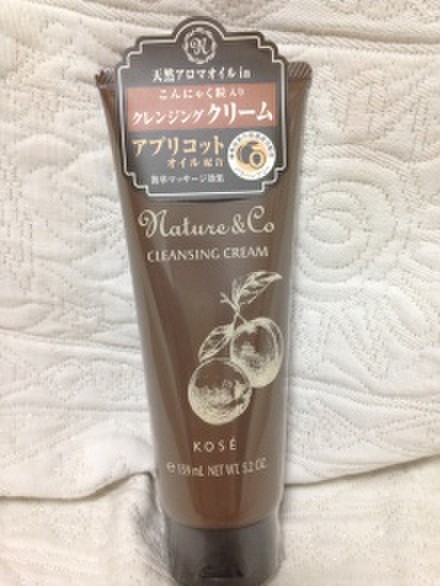 N
天然アロマオイル in
こんにゃく粒入り
クレンジングクリーム
アプリコット
オイル配合
Nature & Co
CLEANSING CREAM
KOSÉ
NET WT. 5.2 OZ.